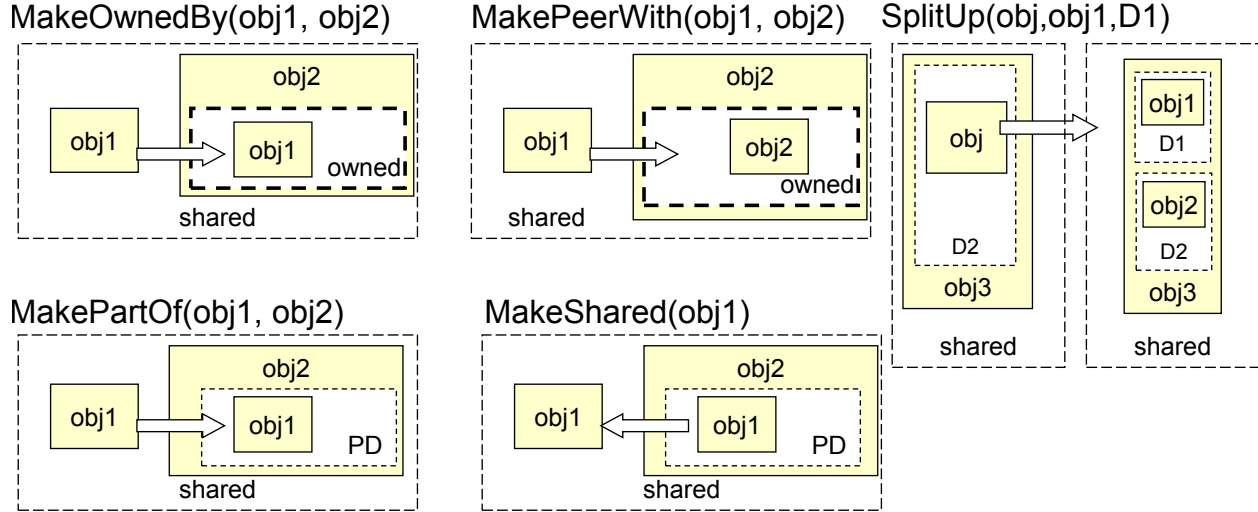 MakeOwnedBy(obj1, obj2)
obj2
obj1
obj1
owned
shared
MakePeerWith(obj1, obj2)
obj2
obj1
obj2
owned
shared
SplitUp(obj,obj1,D1)
obj
D2
obj3
shared
obj1
D1
obj2
D2
obj3
shared
MakePartOf(obj1, obj2)
obj2
obj1
obj1
PD
shared
MakeShared(obj1)
obj2
obj1
obj1
PD
shared